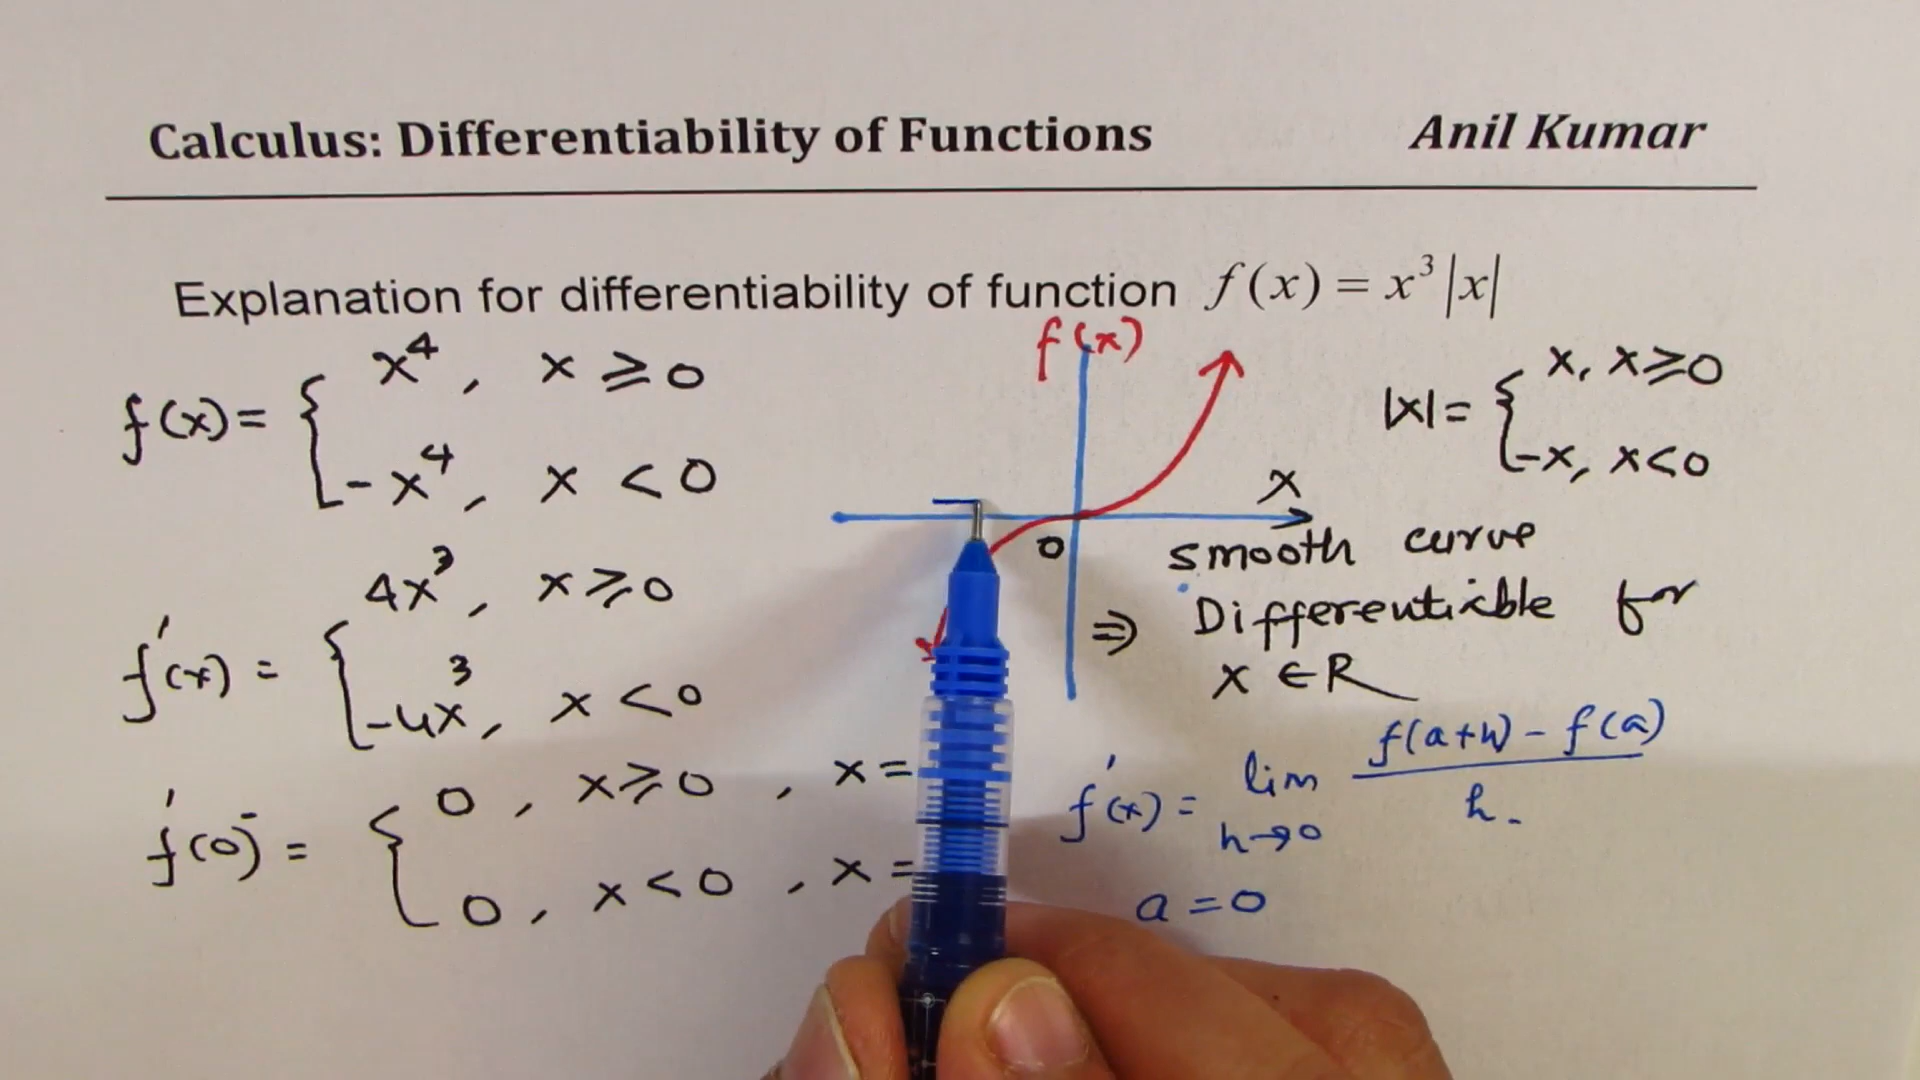 Calculus: Differentiability of Functions Anil Kumar
Explanation for differentiability of function f(x) = x³|x|
f(x) = { x⁴, x ≥ 0
-x⁴, x < 0
f(x)
x
0
|x| = { x, x ≥ 0
-x, x < 0
smooth curve
⇒ Differentiable for
x ∈ R
f'(x) = { 4x³, x ≥ 0
-4x³, x < 0
f'(0⁻) = { 0, x ≥ 0, x =
0, x < 0, x =
f'(x) = lim h→0 f(a+h) - f(a) / h.
a = 0